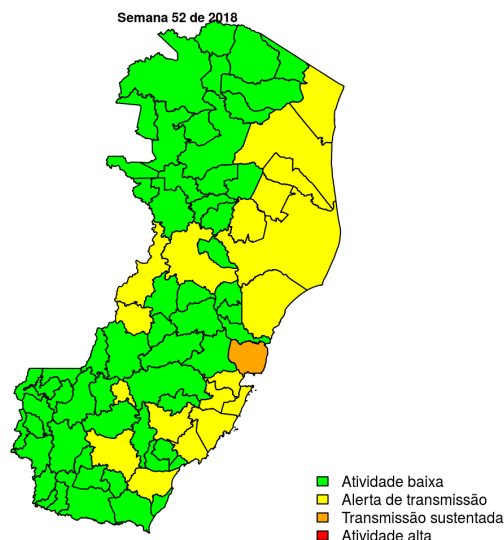 Semana 52 de 2018
Atividade baixa
Alerta de transmissão
Transmissão sustentada
Atividade alta